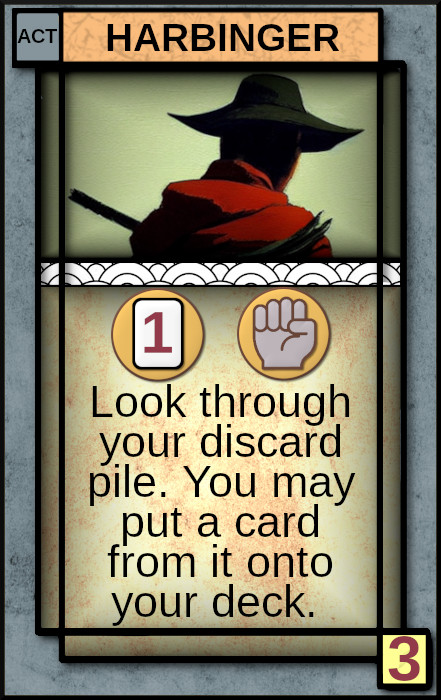 ACT
HARBINGER
1
Look through
your discard
pile. You may
put a card
from it onto
your deck.
3